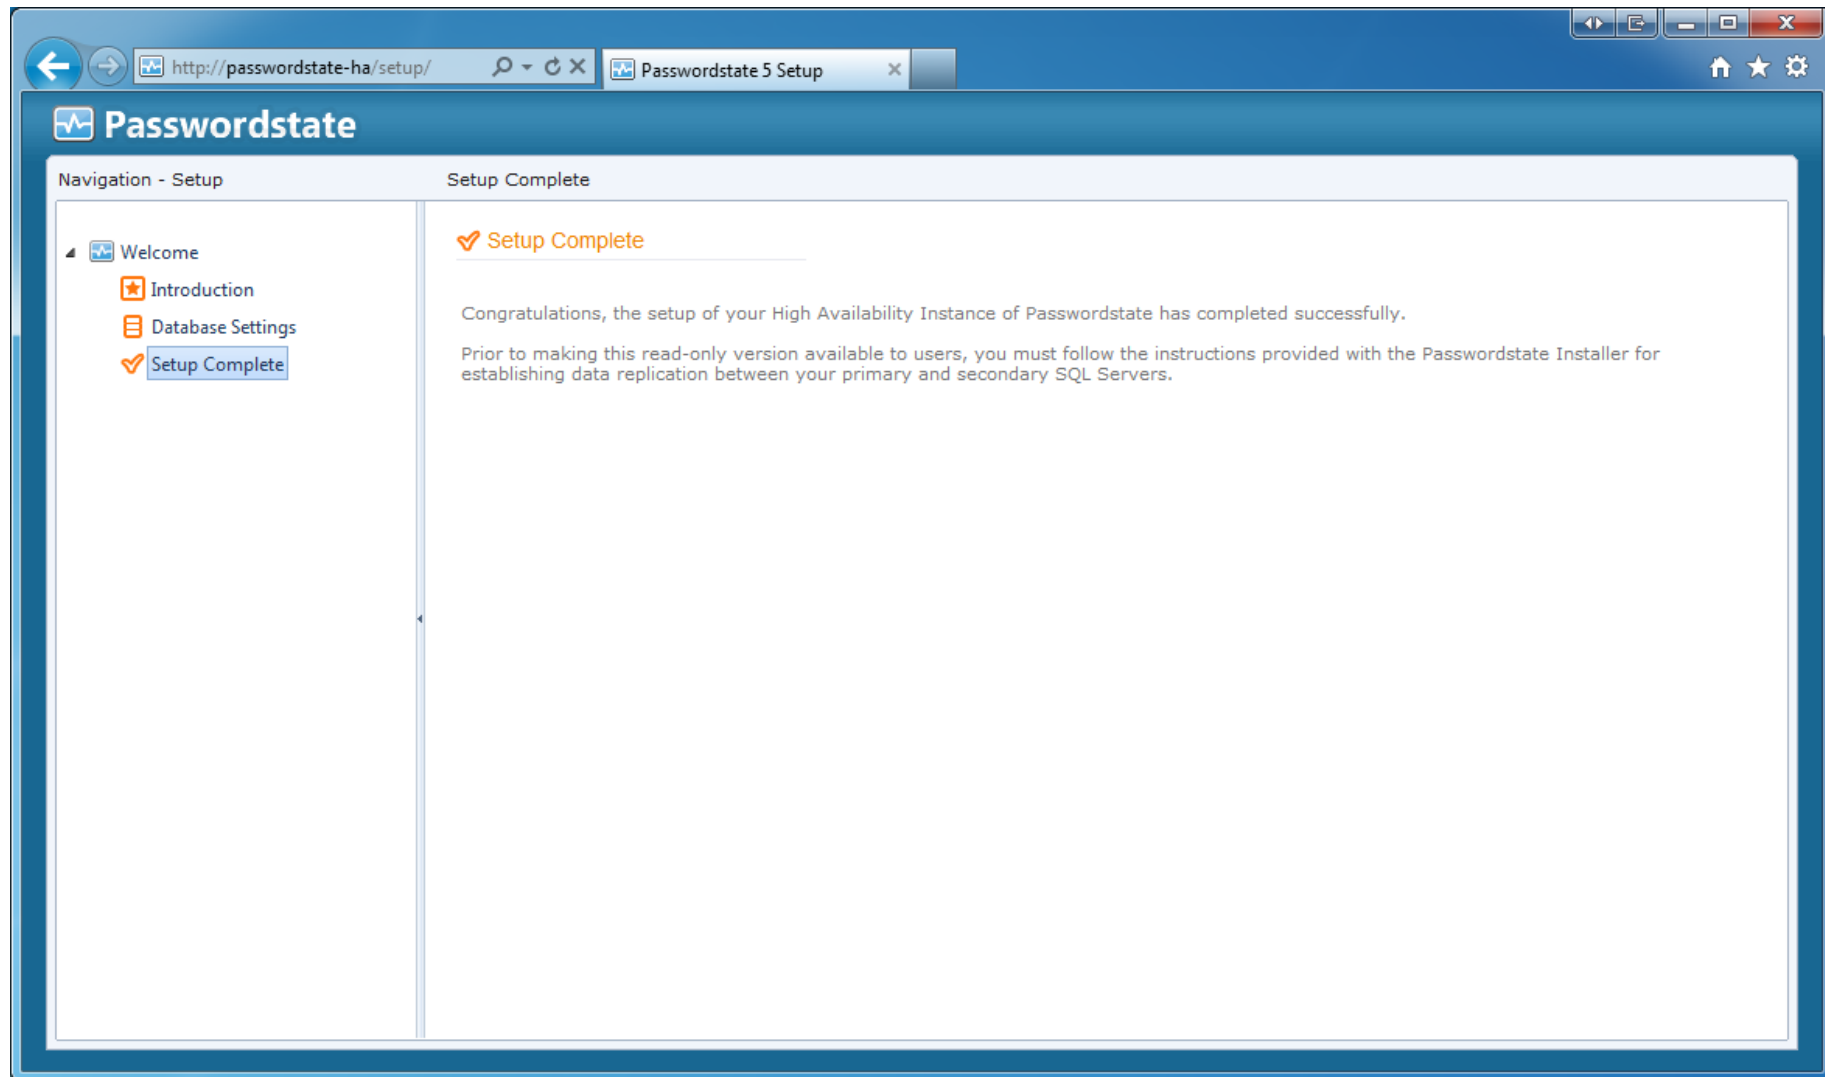 http://passwordstate-ha/setup/
Passwordstate 5 Setup
Passwordstate
Navigation - Setup
Setup Complete
Welcome
Introduction
Database Settings
Setup Complete
Setup Complete
Congratulations, the setup of your High Availability Instance of Passwordstate has completed successfully.
Prior to making this read-only version available to users, you must follow the instructions provided with the Passwordstate Installer for
establishing data replication between your primary and secondary SQL Servers.